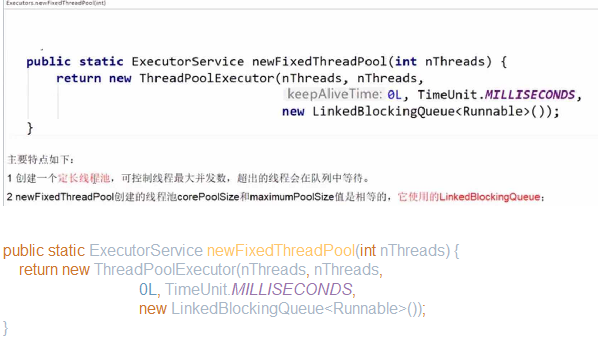 Executors.newFixedThreadPool(int)
public static ExecutorService newFixedThreadPool(int nThreads) {
return new ThreadPoolExecutor(nThreads, nThreads,
keepAliveTime: 0L, TimeUnit.MILLISECONDS,
new LinkedBlockingQueue<Runnable>());
}
主要特点如下:
1 创建一个定长线程池，可控制线程最大并发数，超出的线程会在队列中等待。
2 newFixedThreadPool创建的线程池corePoolSize和maximumPoolSize值是相等的，它使用的LinkedBlockingQueue；
public static ExecutorService newFixedThreadPool(int nThreads) {
return new ThreadPoolExecutor(nThreads, nThreads,
0L, TimeUnit.MILLISECONDS,
new LinkedBlockingQueue<Runnable>());
}